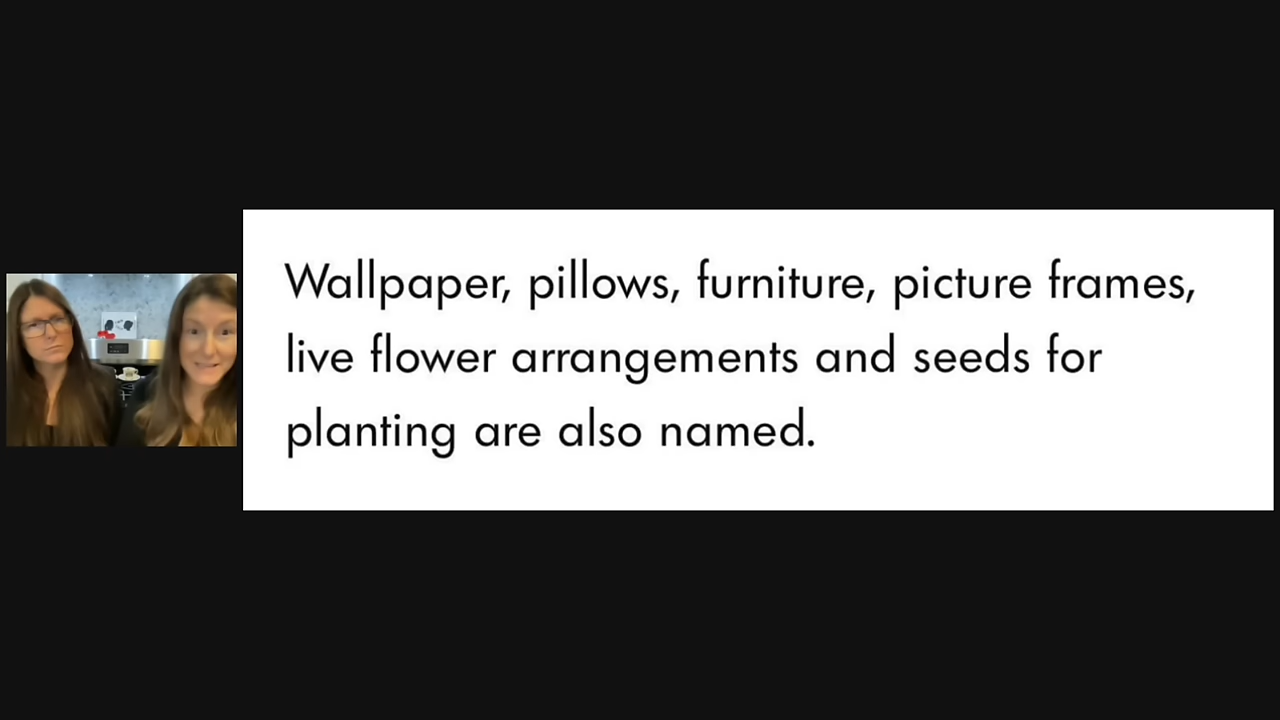 Wallpaper, pillows, furniture, picture frames,
live flower arrangements and seeds for
planting are also named.